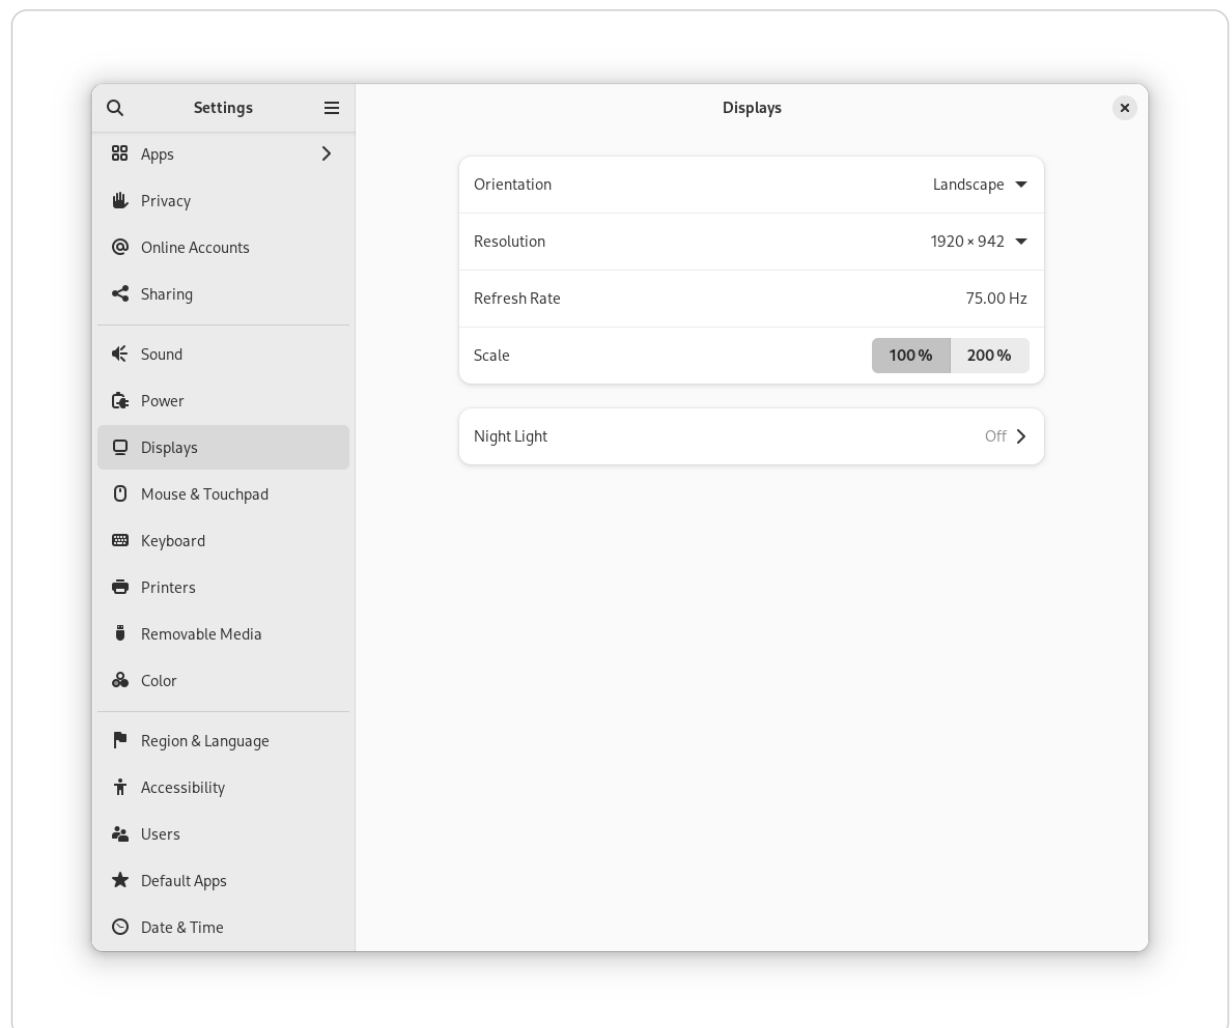 Settings
Apps
Privacy
Online Accounts
Sharing
Sound
Power
Displays
Mouse & Touchpad
Keyboard
Printers
Removable Media
Color
Region & Language
Accessibility
Users
Default Apps
Date & Time
Displays
Orientation Landscape
Resolution 1920 × 942
Refresh Rate 75.00 Hz
Scale 100 % 200 %
Night Light Off